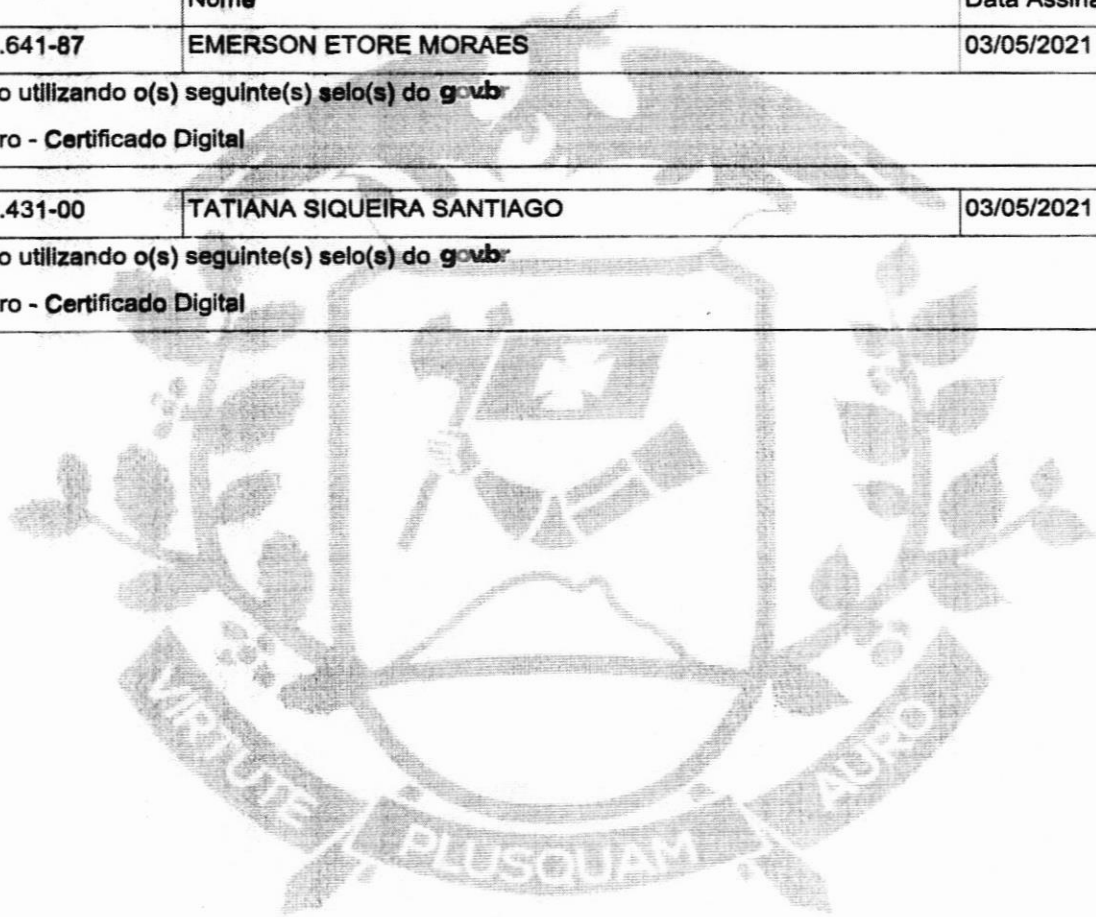 Nome Data Assina
.641-87 EMERSON ETORE MORAES 03/05/2021
o utilizando o(s) seguinte(s) selo(s) do gov.br
ro - Certificado Digital
.431-00 TATIANA SIQUEIRA SANTIAGO 03/05/2021
o utilizando o(s) seguinte(s) selo(s) do gov.br
ro - Certificado Digital
VIRTUTE PLUSQUAM AURO